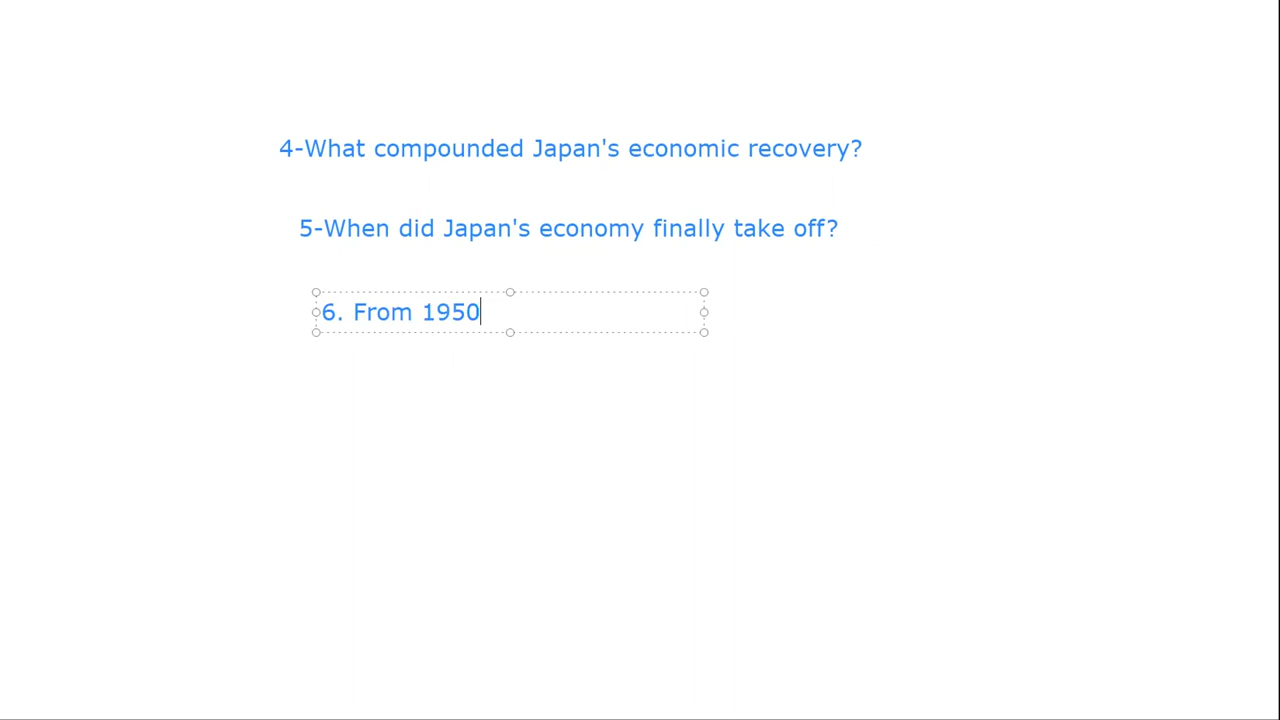 4-What compounded Japan's economic recovery?
5-When did Japan's economy finally take off?
6. From 1950